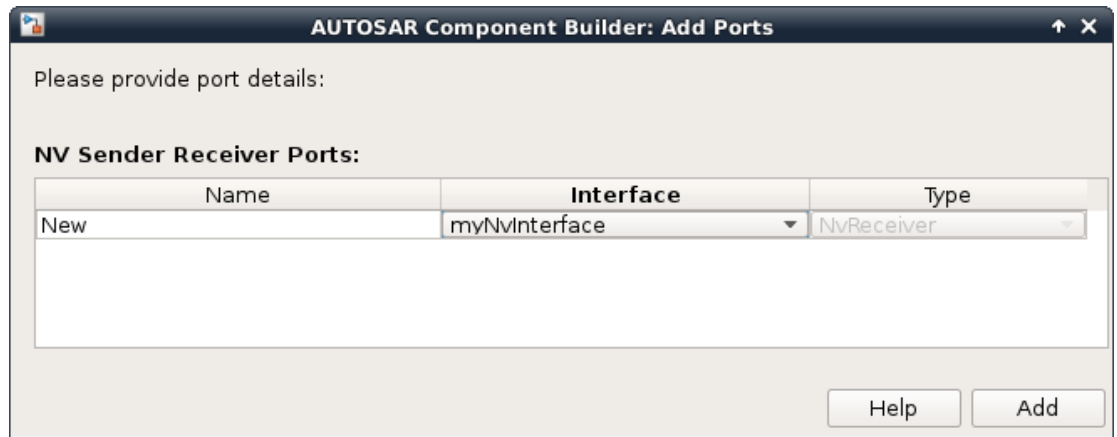 AUTOSAR Component Builder: Add Ports
Please provide port details:
NV Sender Receiver Ports:
Name Interface Type
New myNvInterface NvReceiver
Help Add